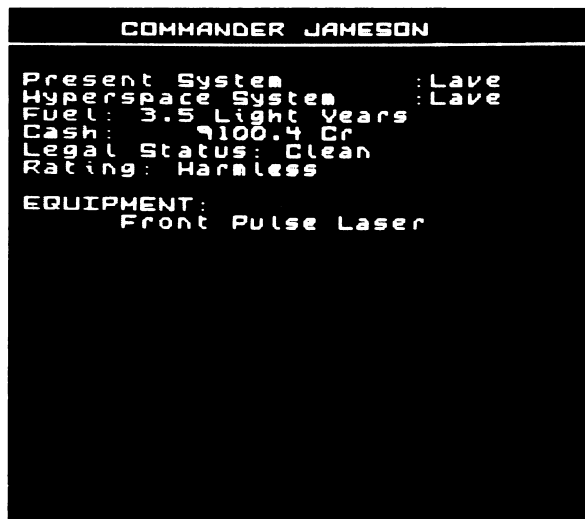 COMMANDER JAMESON
Present System :Lave
Hyperspace System :Lave
Fuel: 3.5 Light Years
Cash: 9100.4 Cr
Legal Status: Clean
Rating: Harmless
EQUIPMENT:
Front Pulse Laser